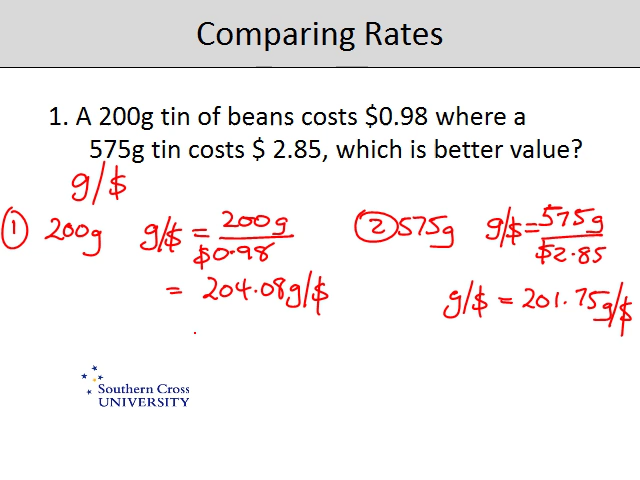 Comparing Rates
1. A 200g tin of beans costs $0.98 where a
575g tin costs $ 2.85, which is better value?
g/$
① 200g g/$ = 200g/$0.98
= 204.08g/$
② 575g g/$ = 575g/$2.85
g/$ = 201.75g/$
Southern Cross
UNIVERSITY